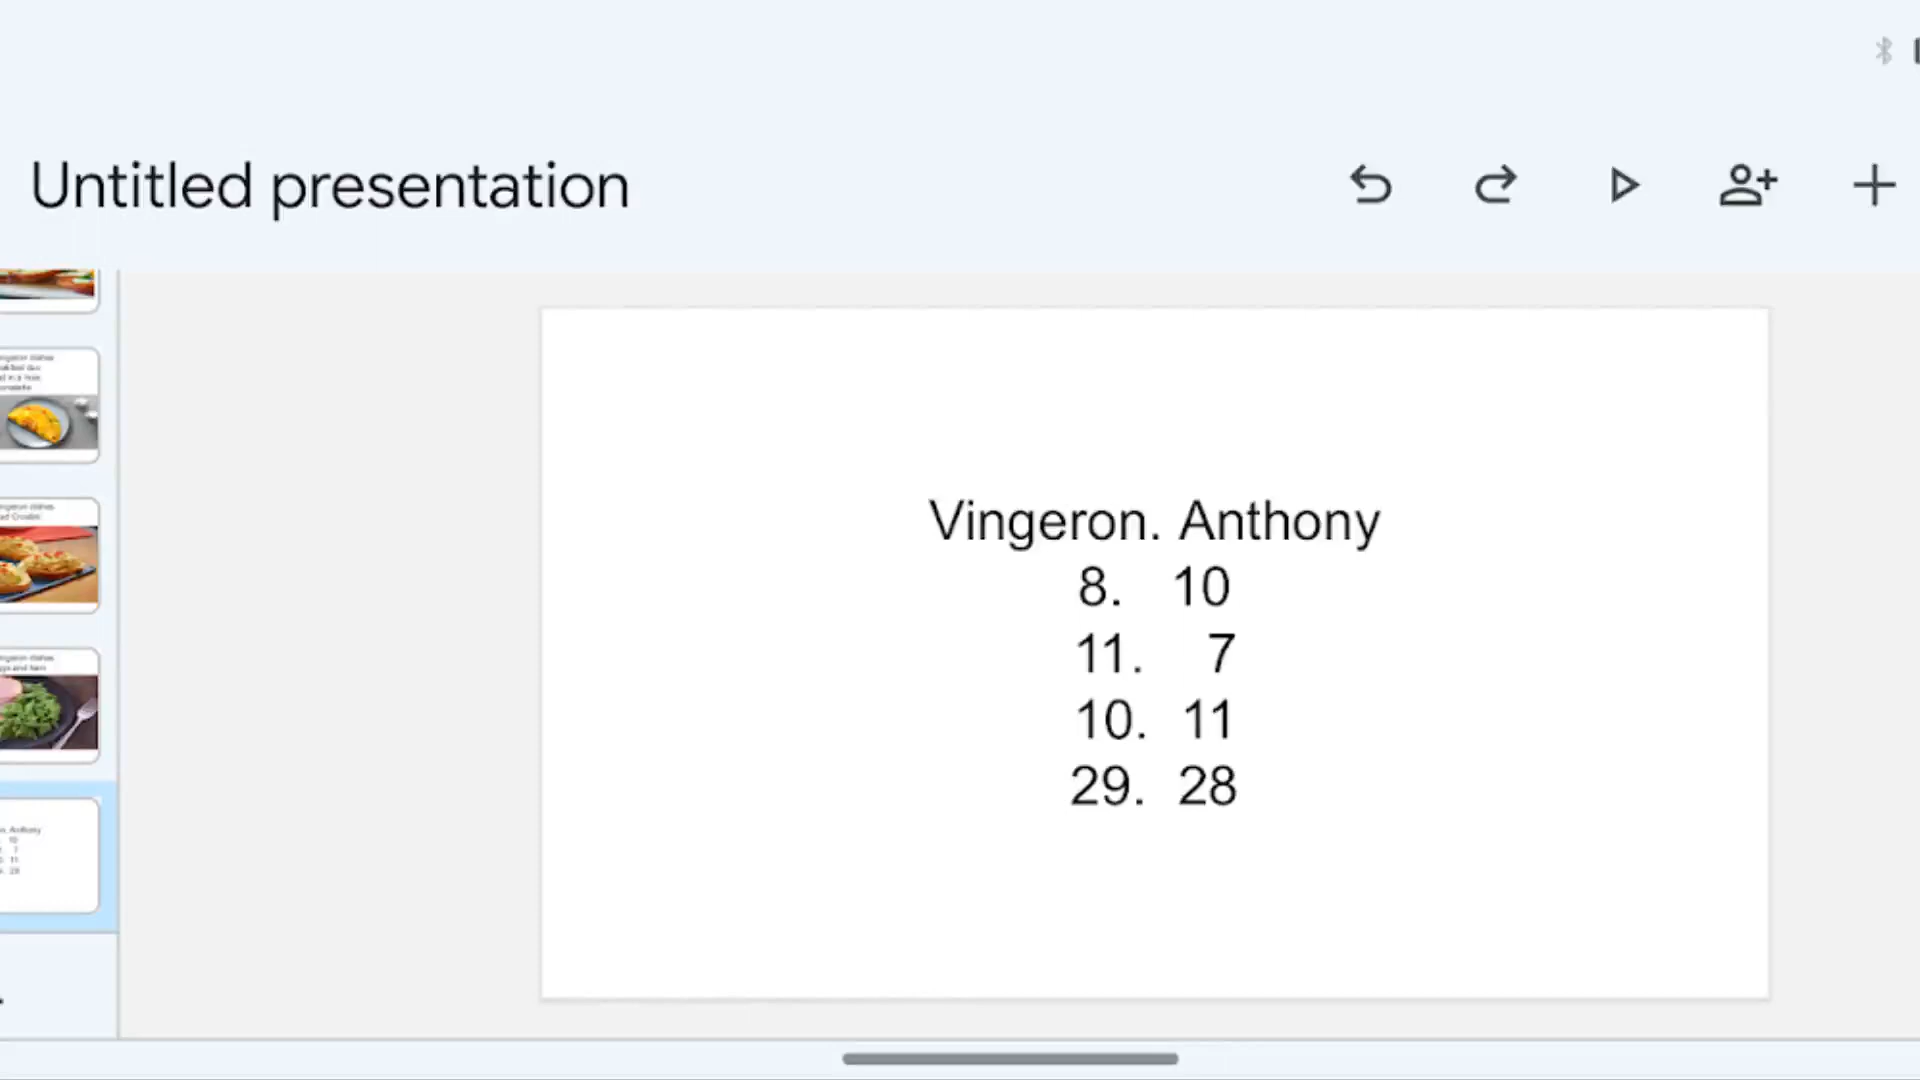 Untitled presentation
Vingeron. Anthony
8. 10
11. 7
10. 11
29. 28